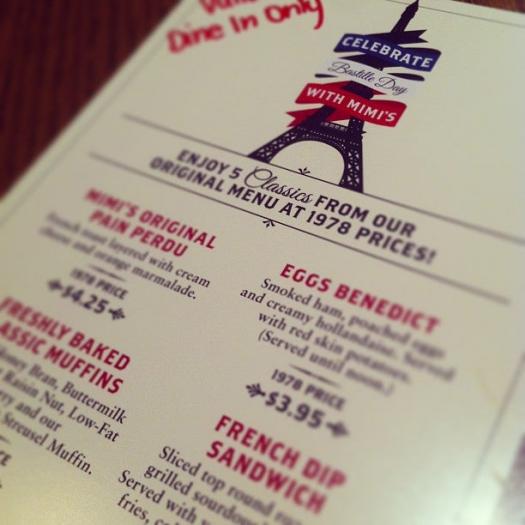 Dine In Only
CELEBRATE
Bastille Day
WITH MIMI'S
ENJOY 5 Classics FROM OUR
ORIGINAL MENU AT 1978 PRICES!
MIMI'S ORIGINAL
PAIN PERDU
French toast layered with cream
cheese and orange marmalade.
1978 PRICE
$4.25
EGGS BENEDICT
Smoked ham, poached eggs
and creamy hollandaise. Served
with red skin potatoes.
(Served until noon.)
1978 PRICE
$3.95
FRESHLY BAKED
ASSIC MUFFINS
Honey Bran, Buttermilk
Raisin Nut, Low-Fat
rry and our
Streusel Muffin.
FRENCH DIP
SANDWICH
Sliced top round
grilled sourdou
Served with
fries,